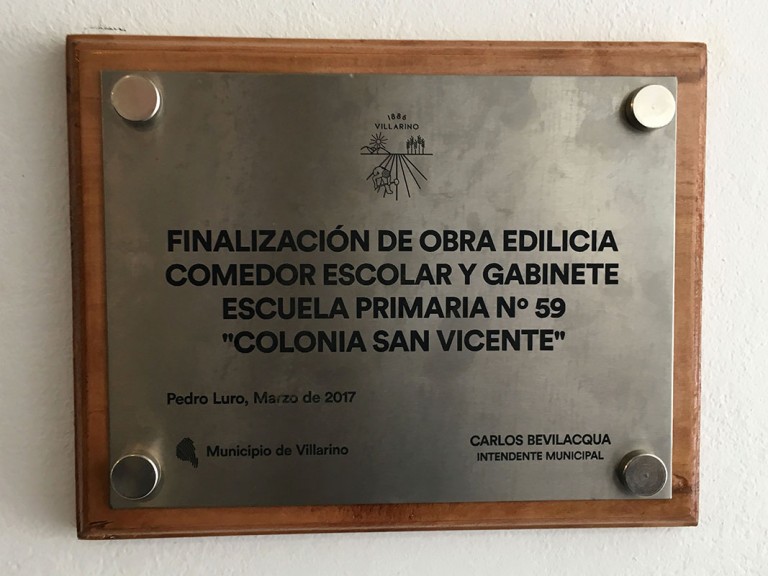 1886
VILLARINO
FINALIZACIÓN DE OBRA EDILICIA
COMEDOR ESCOLAR Y GABINETE
ESCUELA PRIMARIA Nº 59
"COLONIA SAN VICENTE"
Pedro Luro, Marzo de 2017
Municipio de Villarino
CARLOS BEVILACQUA
INTENDENTE MUNICIPAL